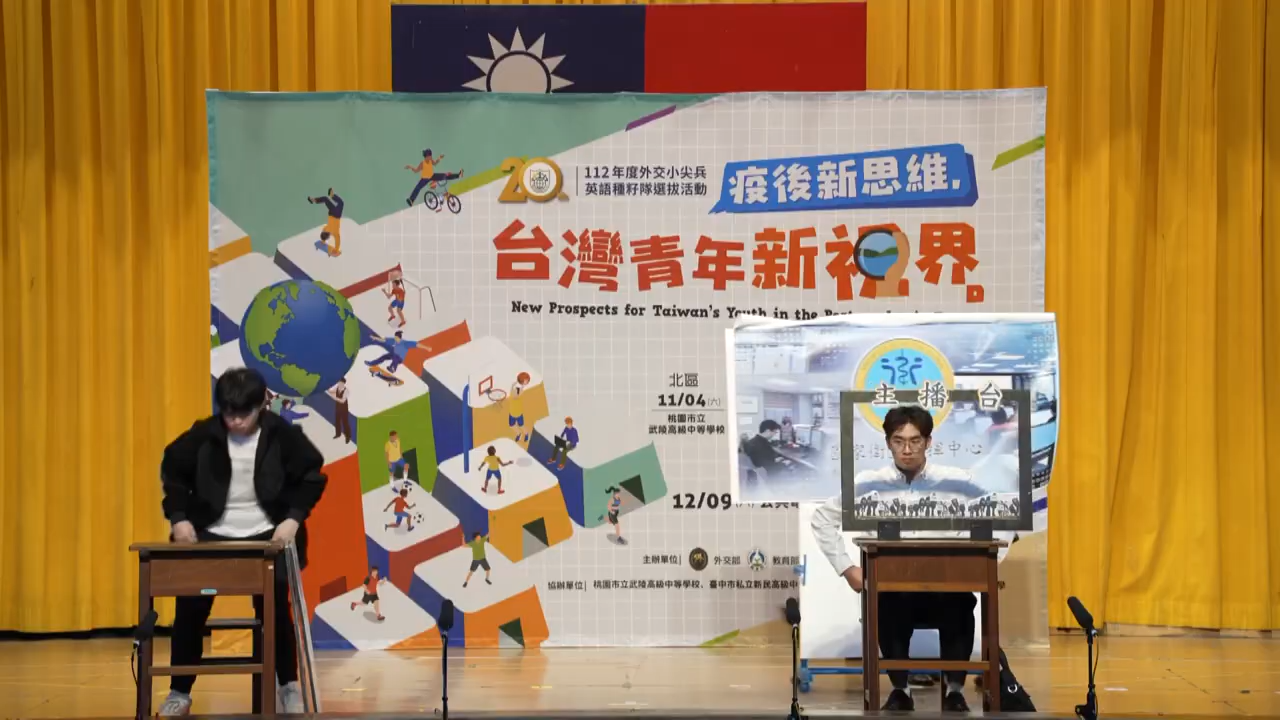 20
112年度外交小尖兵
英語種籽隊選拔活動
疫後新思維,
台灣青年新視界。
New Prospects for Taiwan's Youth in the
北區
11/04(六)
桃園市立
武陵高級中等學校
12/09
主播台
中心
主辦單位| 外交部 教育部
協辦單位| 桃園市立武陵高級中等學校、臺中市私立新民高級中